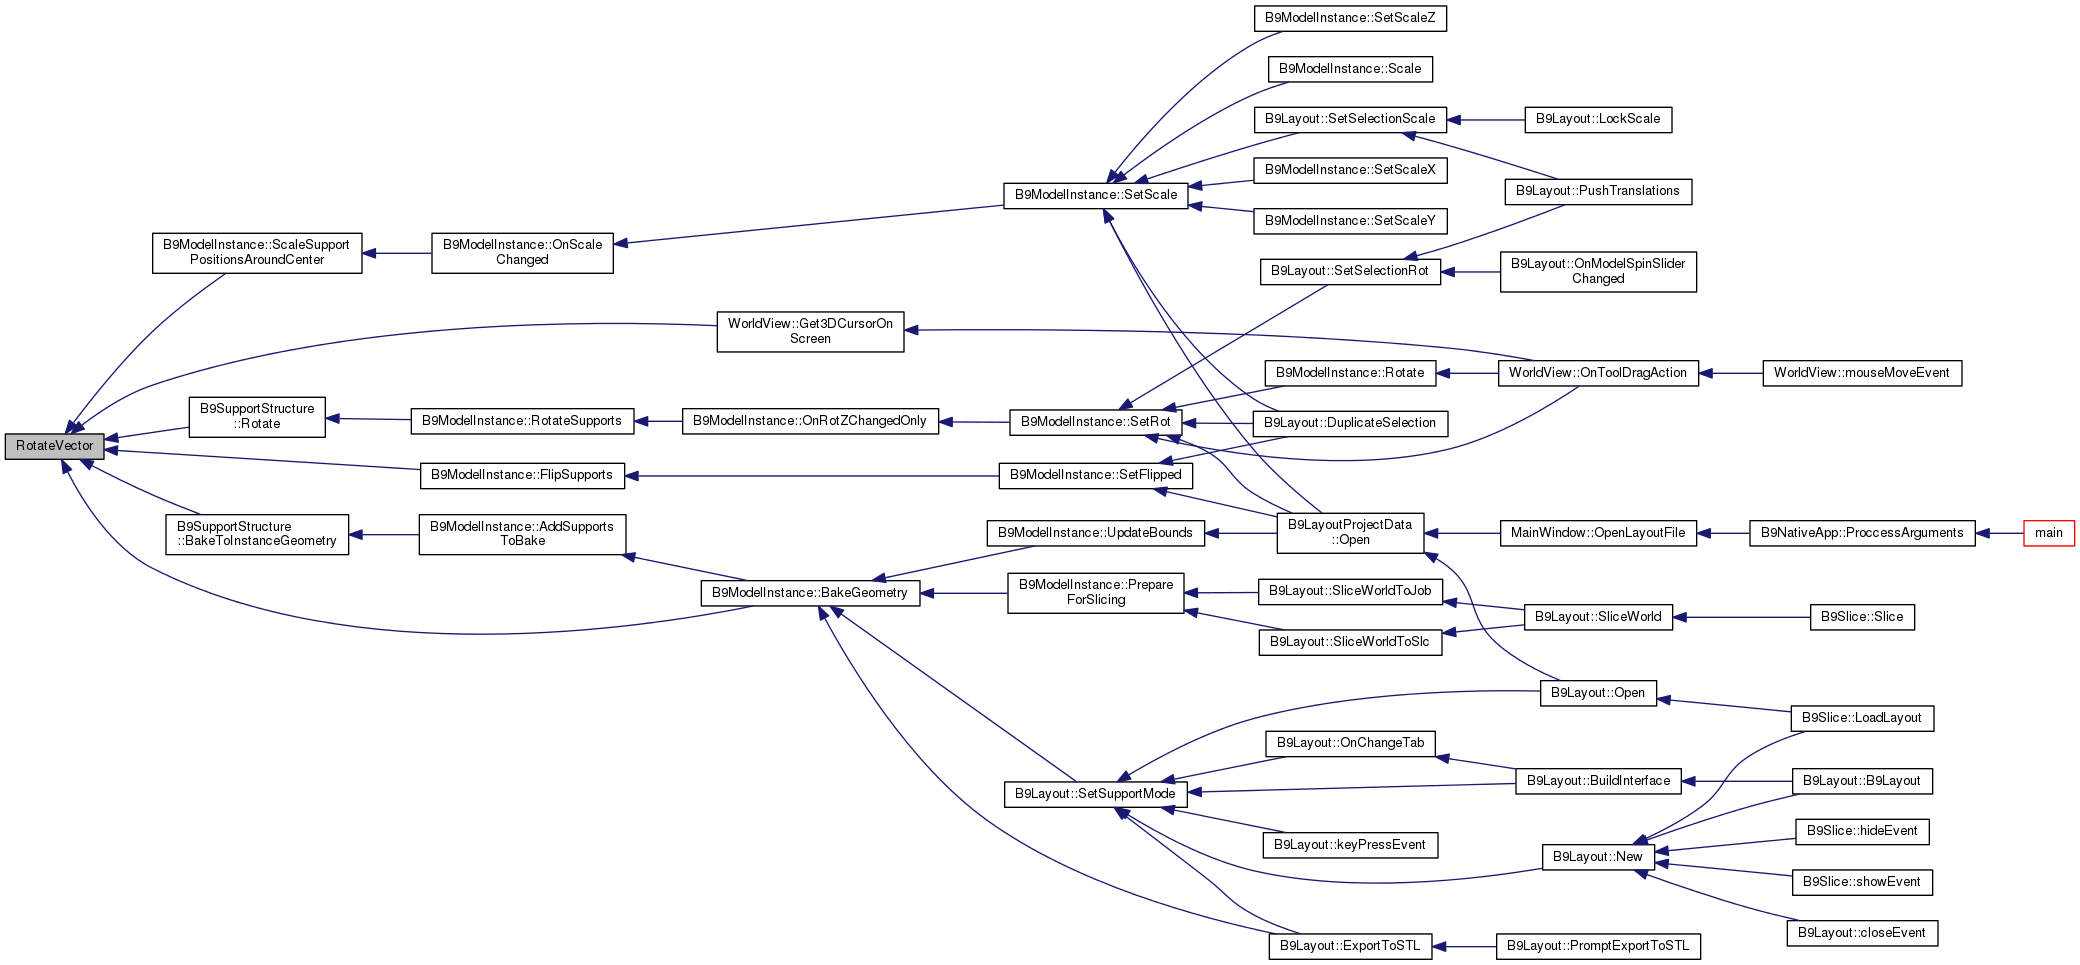 B9ModelInstance::SetScaleZ
B9ModelInstance::Scale
B9Layout::SetSelectionScale
B9Layout::LockScale
B9ModelInstance::SetScaleX
B9ModelInstance::SetScale
B9Layout::PushTranslations
B9ModelInstance::SetScaleY
B9ModelInstance::ScaleSupport
PositionsAroundCenter
B9ModelInstance::OnScale
Changed
B9Layout::SetSelectionRot
B9Layout::OnModelSpinSlider
Changed
WorldView::Get3DCursorOn
Screen
B9ModelInstance::Rotate
WorldView::OnToolDragAction
WorldView::mouseMoveEvent
B9SupportStructure
::Rotate
B9ModelInstance::RotateSupports
B9ModelInstance::OnRotZChangedOnly
B9ModelInstance::SetRot
B9Layout::DuplicateSelection
RotateVector
B9ModelInstance::FlipSupports
B9ModelInstance::SetFlipped
B9SupportStructure
::BakeToInstanceGeometry
B9ModelInstance::AddSupports
ToBake
B9ModelInstance::UpdateBounds
B9LayoutProjectData
::Open
MainWindow::OpenLayoutFile
B9NativeApp::ProccessArguments
main
B9ModelInstance::BakeGeometry
B9ModelInstance::Prepare
ForSlicing
B9Layout::SliceWorldToJob
B9Layout::SliceWorld
B9Slice::Slice
B9Layout::SliceWorldToSlc
B9Layout::Open
B9Slice::LoadLayout
B9Layout::OnChangeTab
B9Layout::SetSupportMode
B9Layout::BuildInterface
B9Layout::B9Layout
B9Layout::keyPressEvent
B9Slice::hideEvent
B9Layout::New
B9Slice::showEvent
B9Layout::closeEvent
B9Layout::ExportToSTL
B9Layout::PromptExportToSTL